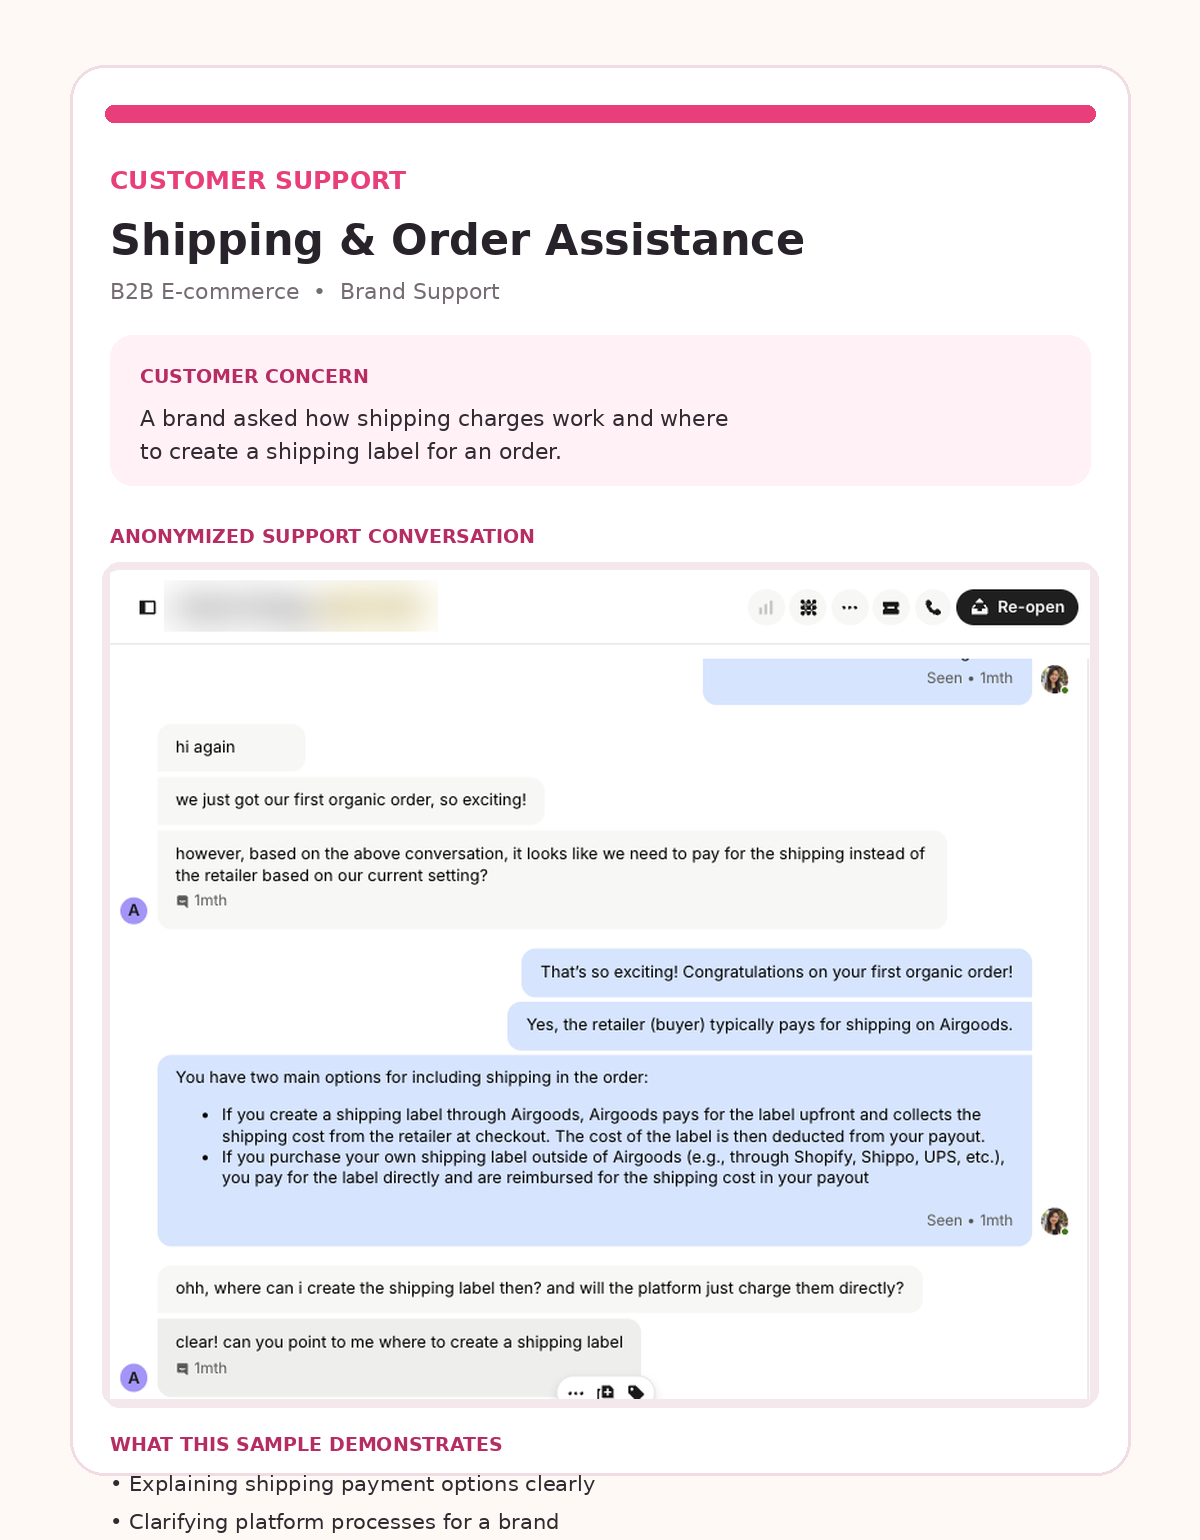 CUSTOMER SUPPORT
Shipping & Order Assistance
B2B E-commerce • Brand Support
CUSTOMER CONCERN
A brand asked how shipping charges work and where
to create a shipping label for an order.
ANONYMIZED SUPPORT CONVERSATION
Re-open
Seen • 1mth
hi again
we just got our first organic order, so exciting!
however, based on the above conversation, it looks like we need to pay for the shipping instead of
the retailer based on our current setting?
1mth
A
That’s so exciting! Congratulations on your first organic order!
Yes, the retailer (buyer) typically pays for shipping on Airgoods.
You have two main options for including shipping in the order:
• If you create a shipping label through Airgoods, Airgoods pays for the label upfront and collects the
shipping cost from the retailer at checkout. The cost of the label is then deducted from your payout.
• If you purchase your own shipping label outside of Airgoods (e.g., through Shopify, Shippo, UPS, etc.),
you pay for the label directly and are reimbursed for the shipping cost in your payout
Seen • 1mth
ohh, where can i create the shipping label then? and will the platform just charge them directly?
clear! can you point to me where to create a shipping label
1mth
A
WHAT THIS SAMPLE DEMONSTRATES
• Explaining shipping payment options clearly
• Clarifying platform processes for a brand